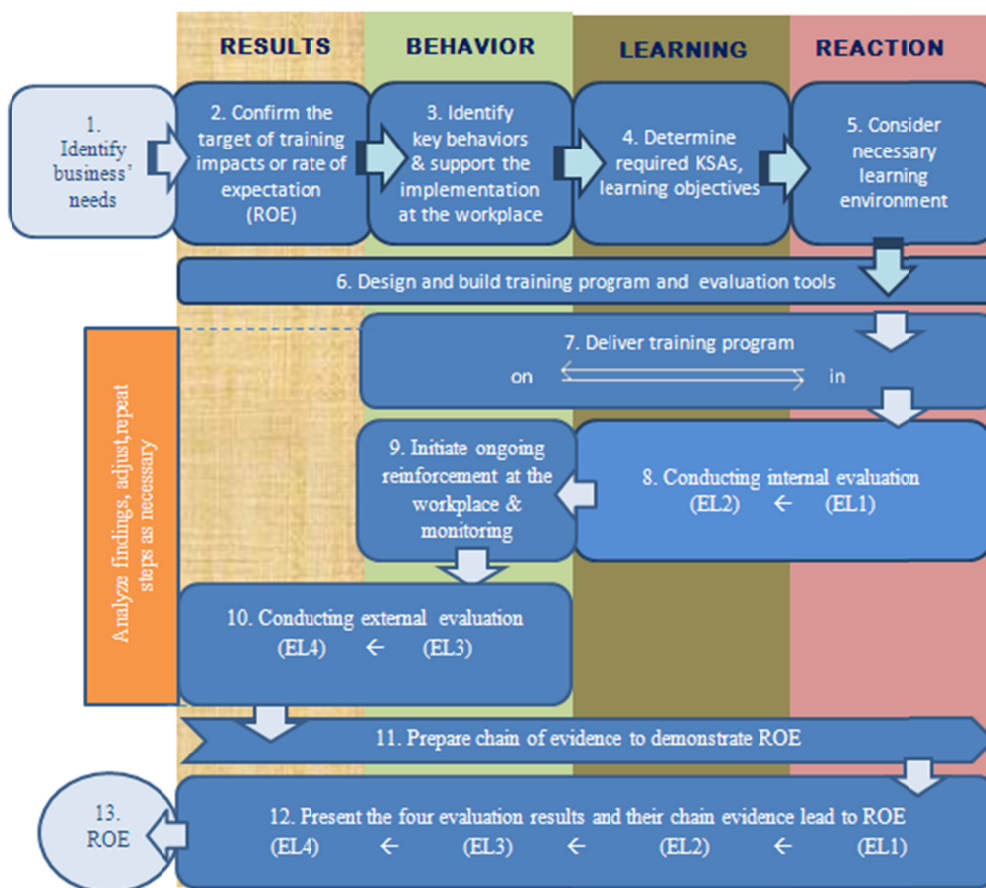 RESULTS
BEHAVIOR
LEARNING
REACTION
1.
Identify
business’
needs
2. Confirm the
target of training
impacts or rate of
expectation
(ROE)
3. Identify
key behaviors
& support the
implementation
at the workplace
4. Determine
required KSAs,
learning objectives
5. Consider
necessary
learning
environment
6. Design and build training program and evaluation tools
7. Deliver training program
on
in
Analyze findings, adjust,repeat
steps as necessary
8. Conducting internal evaluation
(EL2) ← (EL1)
9. Initiate ongoing
reinforcement at the
workplace &
monitoring
10. Conducting external evaluation
(EL4) ← (EL3)
11. Prepare chain of evidence to demonstrate ROE
12. Present the four evaluation results and their chain evidence lead to ROE
(EL4) ← (EL3) ← (EL2) ← (EL1)
13.
ROE